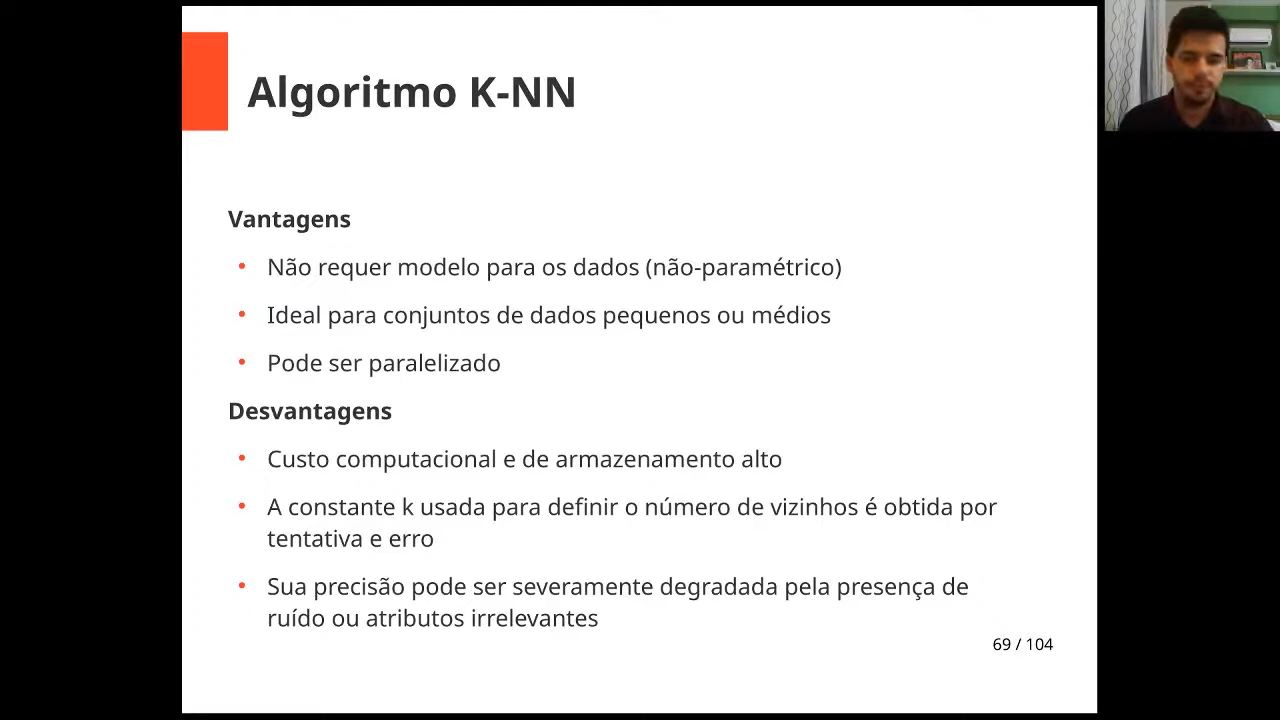 Algoritmo K-NN
Vantagens
• Não requer modelo para os dados (não-paramétrico)
• Ideal para conjuntos de dados pequenos ou médios
• Pode ser paralelizado
Desvantagens
• Custo computacional e de armazenamento alto
• A constante k usada para definir o número de vizinhos é obtida por
tentativa e erro
• Sua precisão pode ser severamente degradada pela presença de
ruído ou atributos irrelevantes
69 / 104